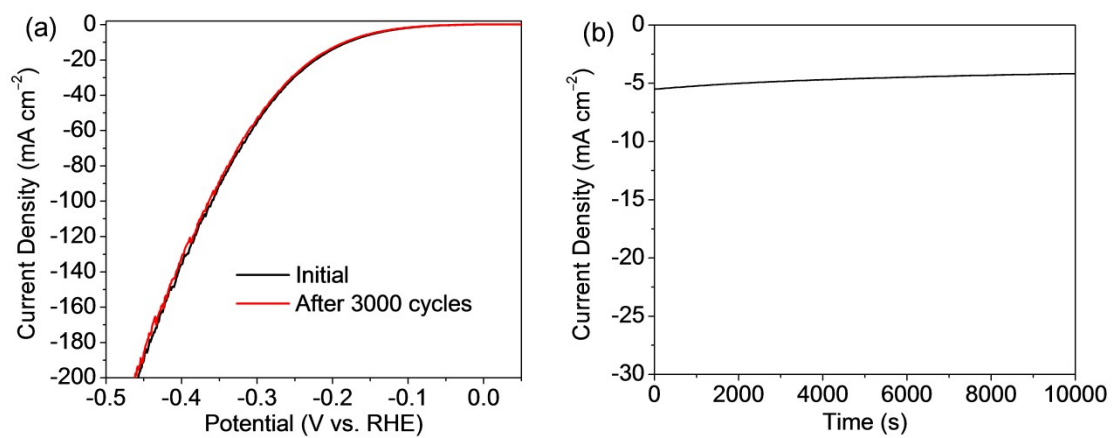 (a)
Current Density (mA cm⁻²)
0
-20
-40
-60
-80
-100
-120
-140
-160
-180
-200
Initial
After 3000 cycles
-0.5 -0.4 -0.3 -0.2 -0.1 0.0
Potential (V vs. RHE)
(b)
Current Density (mA cm⁻²)
0
-5
-10
-15
-20
-25
-30
0 2000 4000 6000 8000 10000
Time (s)